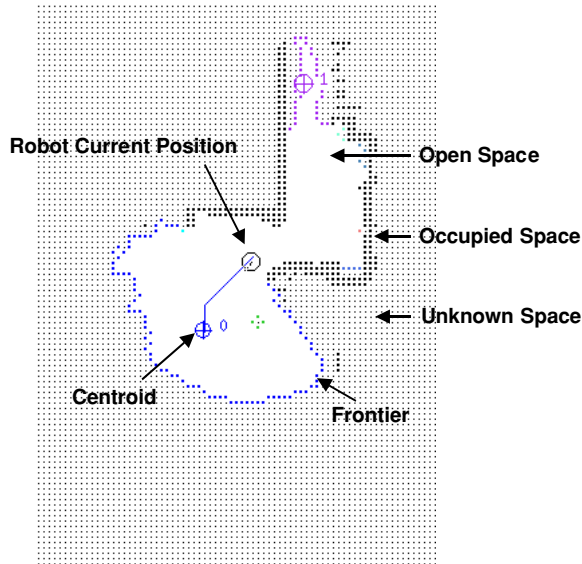 1
Robot Current Position
Open Space
Occupied Space
Unknown Space
0
Centroid
Frontier